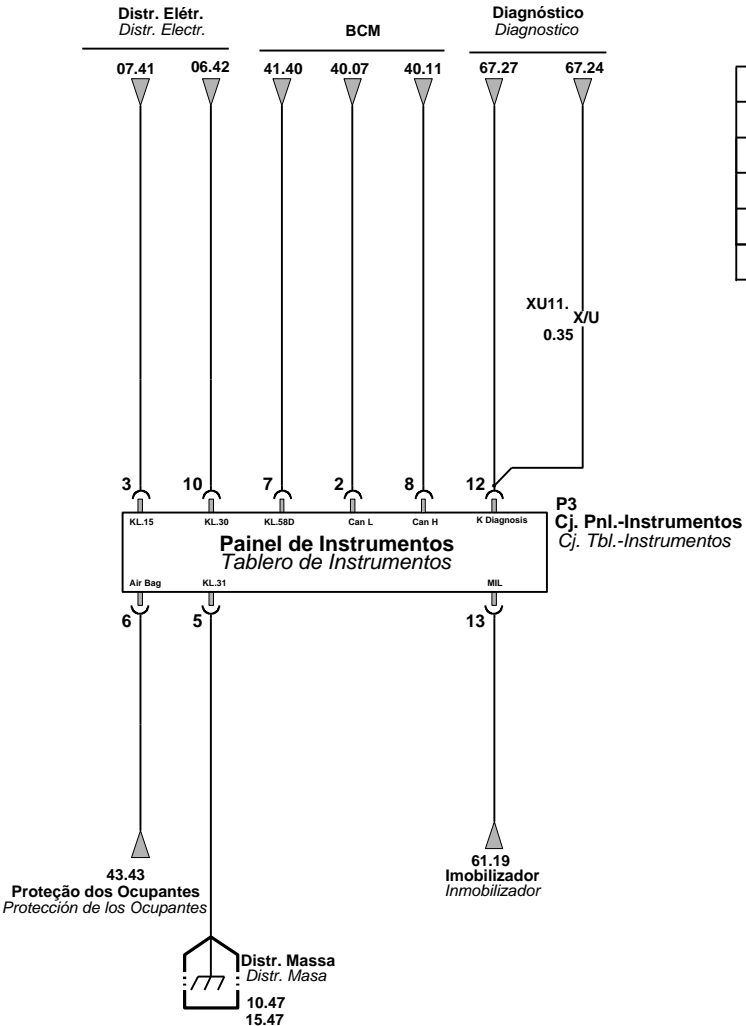 Distr. Elétr.
Distr. Electr.
BCM
Diagnóstico
Diagnostico
07.41
06.42
41.40
40.07
40.11
67.27
67.24
XU11.
X/U
0.35
3
10
7
2
8
12
P3
Cj. Pnl.-Instrumentos
Cj. Tbl.-Instrumentos
KL.15
KL.30
KL.58D
Can L
Can H
K Diagnosis
Painel de Instrumentos
Tablero de Instrumentos
Air Bag
KL.31
MIL
6
5
13
43.43
Proteção dos Ocupantes
Protección de los Ocupantes
61.19
Imobilizador
Inmobilizador
Distr. Massa
Distr. Masa
10.47
15.47